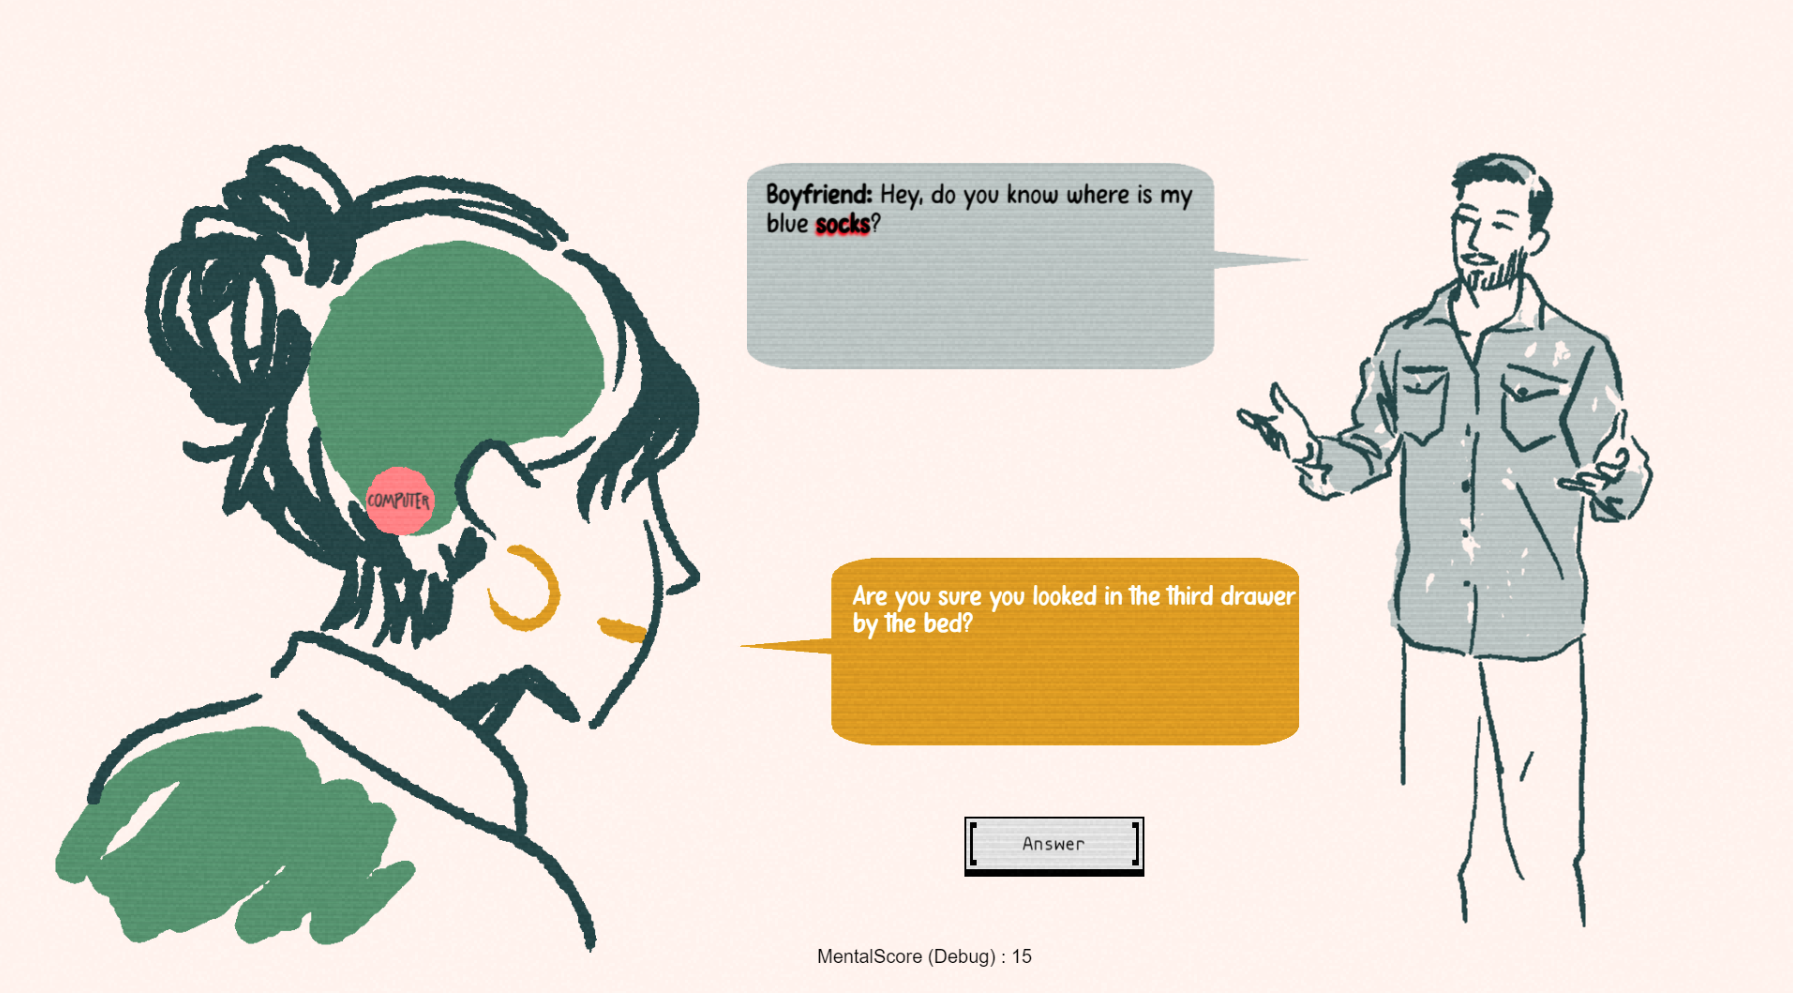 Boyfriend: Hey, do you know where is my
blue socks?
COMPUTER
Are you sure you looked in the third drawer
by the bed?
Answer
MentalScore (Debug) : 15